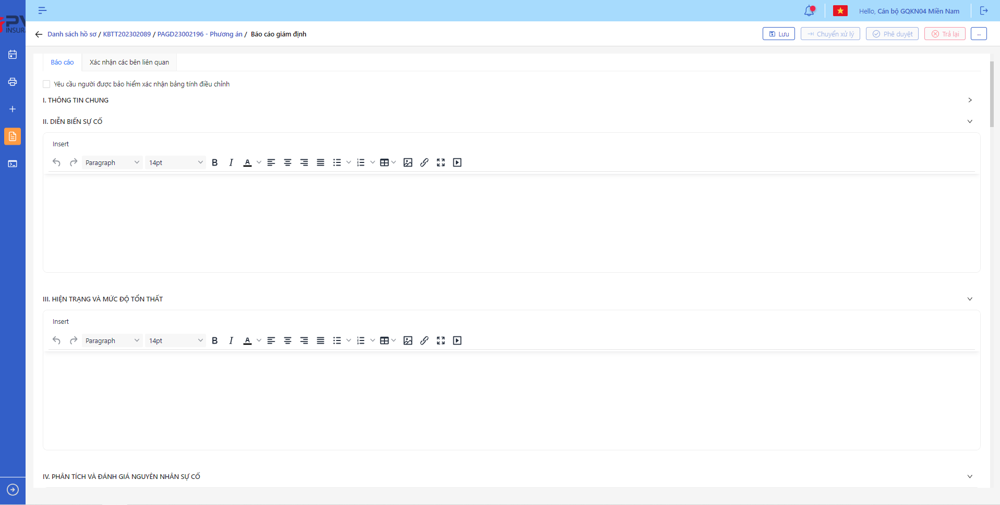 Hello, Cán bộ GQKN04 Miền Nam
INSUR
Danh sách hồ sơ / KBTT202302089 / PAGD23002196 - Phương án / Báo cáo giám định
Lưu
Chuyển xử lý
Phê duyệt
Trả lại
...
Báo cáo
Xác nhận các bên liên quan
Yêu cầu người được bảo hiểm xác nhận bảng tính điều chỉnh
I. THÔNG TIN CHUNG
II. DIỄN BIẾN SỰ CỐ
Insert
Paragraph
14pt
III. HIỆN TRẠNG VÀ MỨC ĐỘ TỔN THẤT
Insert
Paragraph
14pt
IV. PHÂN TÍCH VÀ ĐÁNH GIÁ NGUYÊN NHÂN SỰ CỐ